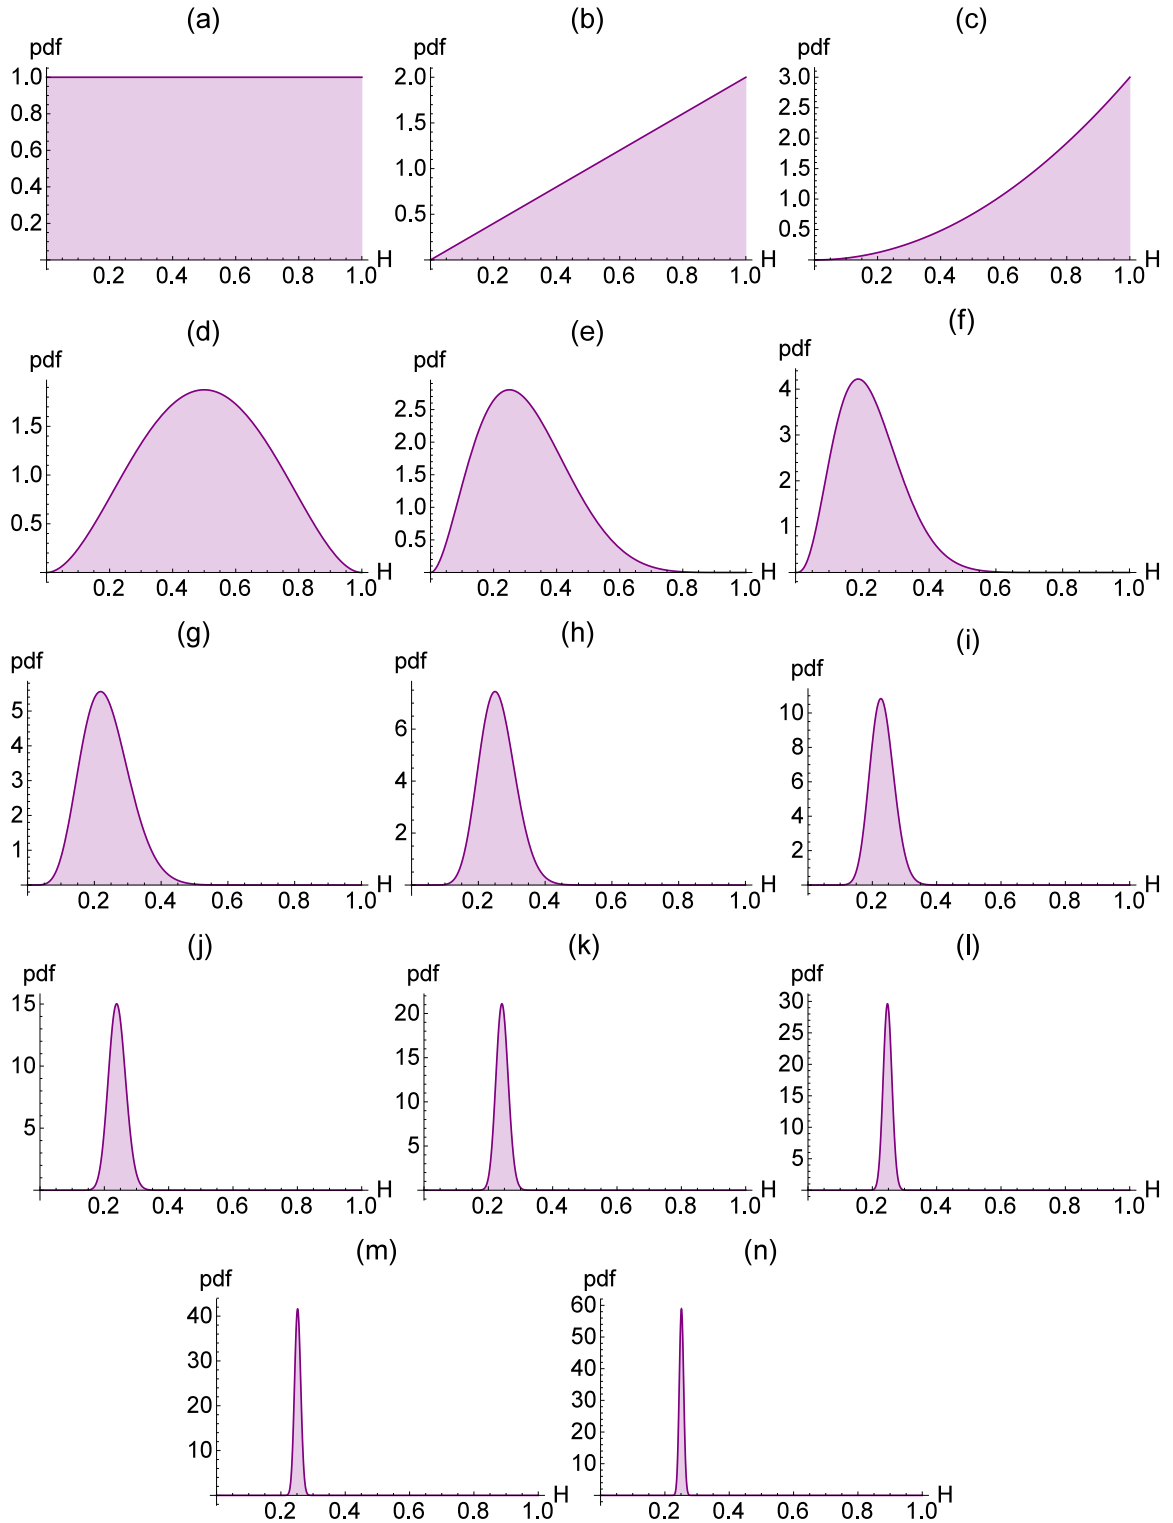 (a) (b) (c)
pdf pdf pdf
1.0 2.0 3.0
0.8 1.5 2.5
0.6 1.0 2.0
0.4 0.5 1.5
0.2 1.0
0.5
0.2 0.4 0.6 0.8 1.0 H 0.2 0.4 0.6 0.8 1.0 H 0.2 0.4 0.6 0.8 1.0 H
(d) (e) (f)
pdf pdf pdf
1.5 2.5 4
1.0 2.0 3
0.5 1.5 2
1.0 1
0.5
0.2 0.4 0.6 0.8 1.0 H 0.2 0.4 0.6 0.8 1.0 H 0.2 0.4 0.6 0.8 1.0 H
(g) (h) (i)
pdf pdf pdf
5 6 10
4 4 8
3 2 6
2 4
1 2
0.2 0.4 0.6 0.8 1.0 H 0.2 0.4 0.6 0.8 1.0 H 0.2 0.4 0.6 0.8 1.0 H
(j) (k) (l)
pdf pdf pdf
15 20 30
10 15 25
5 10 20
5 15
10
5
0.2 0.4 0.6 0.8 1.0 H 0.2 0.4 0.6 0.8 1.0 H 0.2 0.4 0.6 0.8 1.0 H
(m) (n)
pdf pdf
40 60
30 50
20 40
10 30
20
10
0.2 0.4 0.6 0.8 1.0 H 0.2 0.4 0.6 0.8 1.0 H